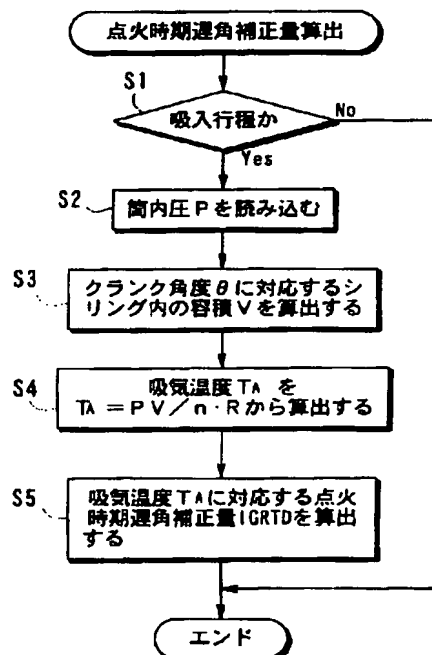 点火時期遅角補正量算出
S1
吸入行程か
No
Yes
S2
筒内圧Pを読み込む
S3
クランク角度θに対応するシ
リング内の容積Vを算出する
S4
吸気温度TAを
TA=PV/n·Rから算出する
S5
吸気温度TAに対応する点火
時期遅角補正量IGRTDを算出
する
エンド